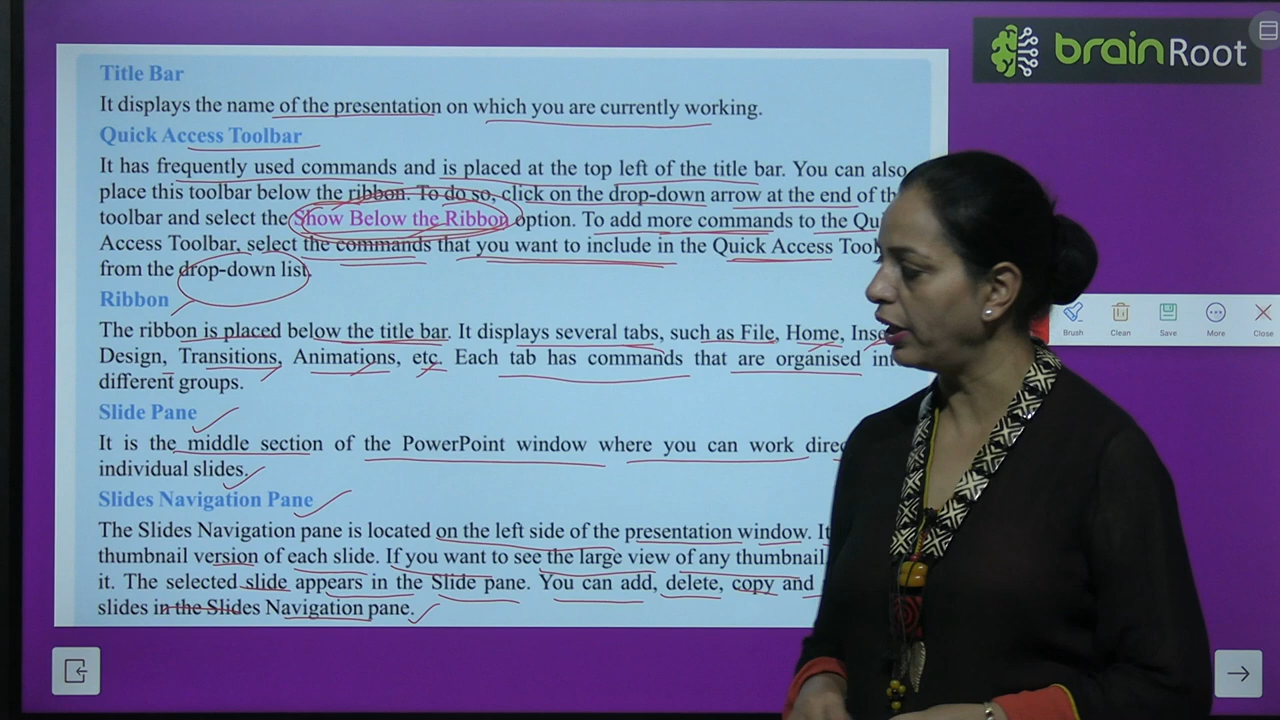 brainRoot
Title Bar
It displays the name of the presentation on which you are currently working.
Quick Access Toolbar
It has frequently used commands and is placed at the top left of the title bar. You can also
place this toolbar below the ribbon. To do so, click on the drop-down arrow at the end of th
toolbar and select the Show Below the Ribbon option. To add more commands to the Qui
Access Toolbar, select the commands that you want to include in the Quick Access Tool
from the drop-down list.
Ribbon
The ribbon is placed below the title bar. It displays several tabs, such as File, Home, Inse
Design, Transitions, Animations, etc. Each tab has commands that are organised int
different groups.
Slide Pane
It is the middle section of the PowerPoint window where you can work direc
individual slides.
Slides Navigation Pane
The Slides Navigation pane is located on the left side of the presentation window. It
thumbnail version of each slide. If you want to see the large view of any thumbnail,
it. The selected slide appears in the Slide pane. You can add, delete, copy and
slides in the Slides Navigation pane.
Brush Clean Save More Close